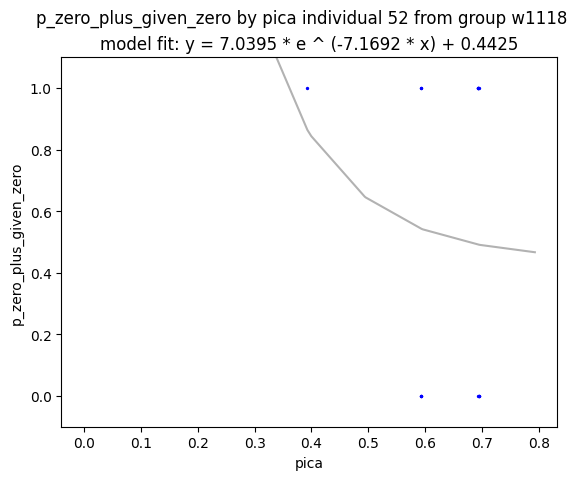 p_zero_plus_given_zero by pica individual 52 from group w1118
model fit: y = 7.0395 * e ^ (-7.1692 * x) + 0.4425
p_zero_plus_given_zero
1.0
0.8
0.6
0.4
0.2
0.0
0.0 0.1 0.2 0.3 0.4 0.5 0.6 0.7 0.8
pica